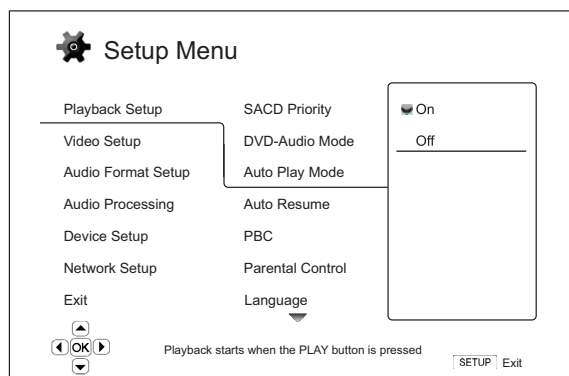 Setup Menu
Playback Setup
Video Setup
Audio Format Setup
Audio Processing
Device Setup
Network Setup
Exit
SACD Priority
DVD-Audio Mode
Auto Play Mode
Auto Resume
PBC
Parental Control
Language
On
Off
OK
Playback starts when the PLAY button is pressed
SETUP Exit